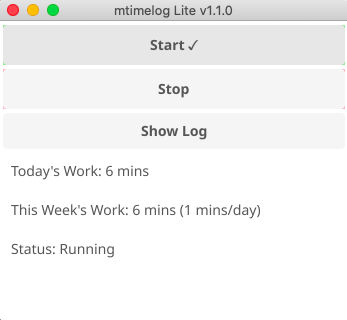 mtimelog Lite v1.1.0
Start ✓
Stop
Show Log
Today's Work: 6 mins
This Week's Work: 6 mins (1 mins/day)
Status: Running